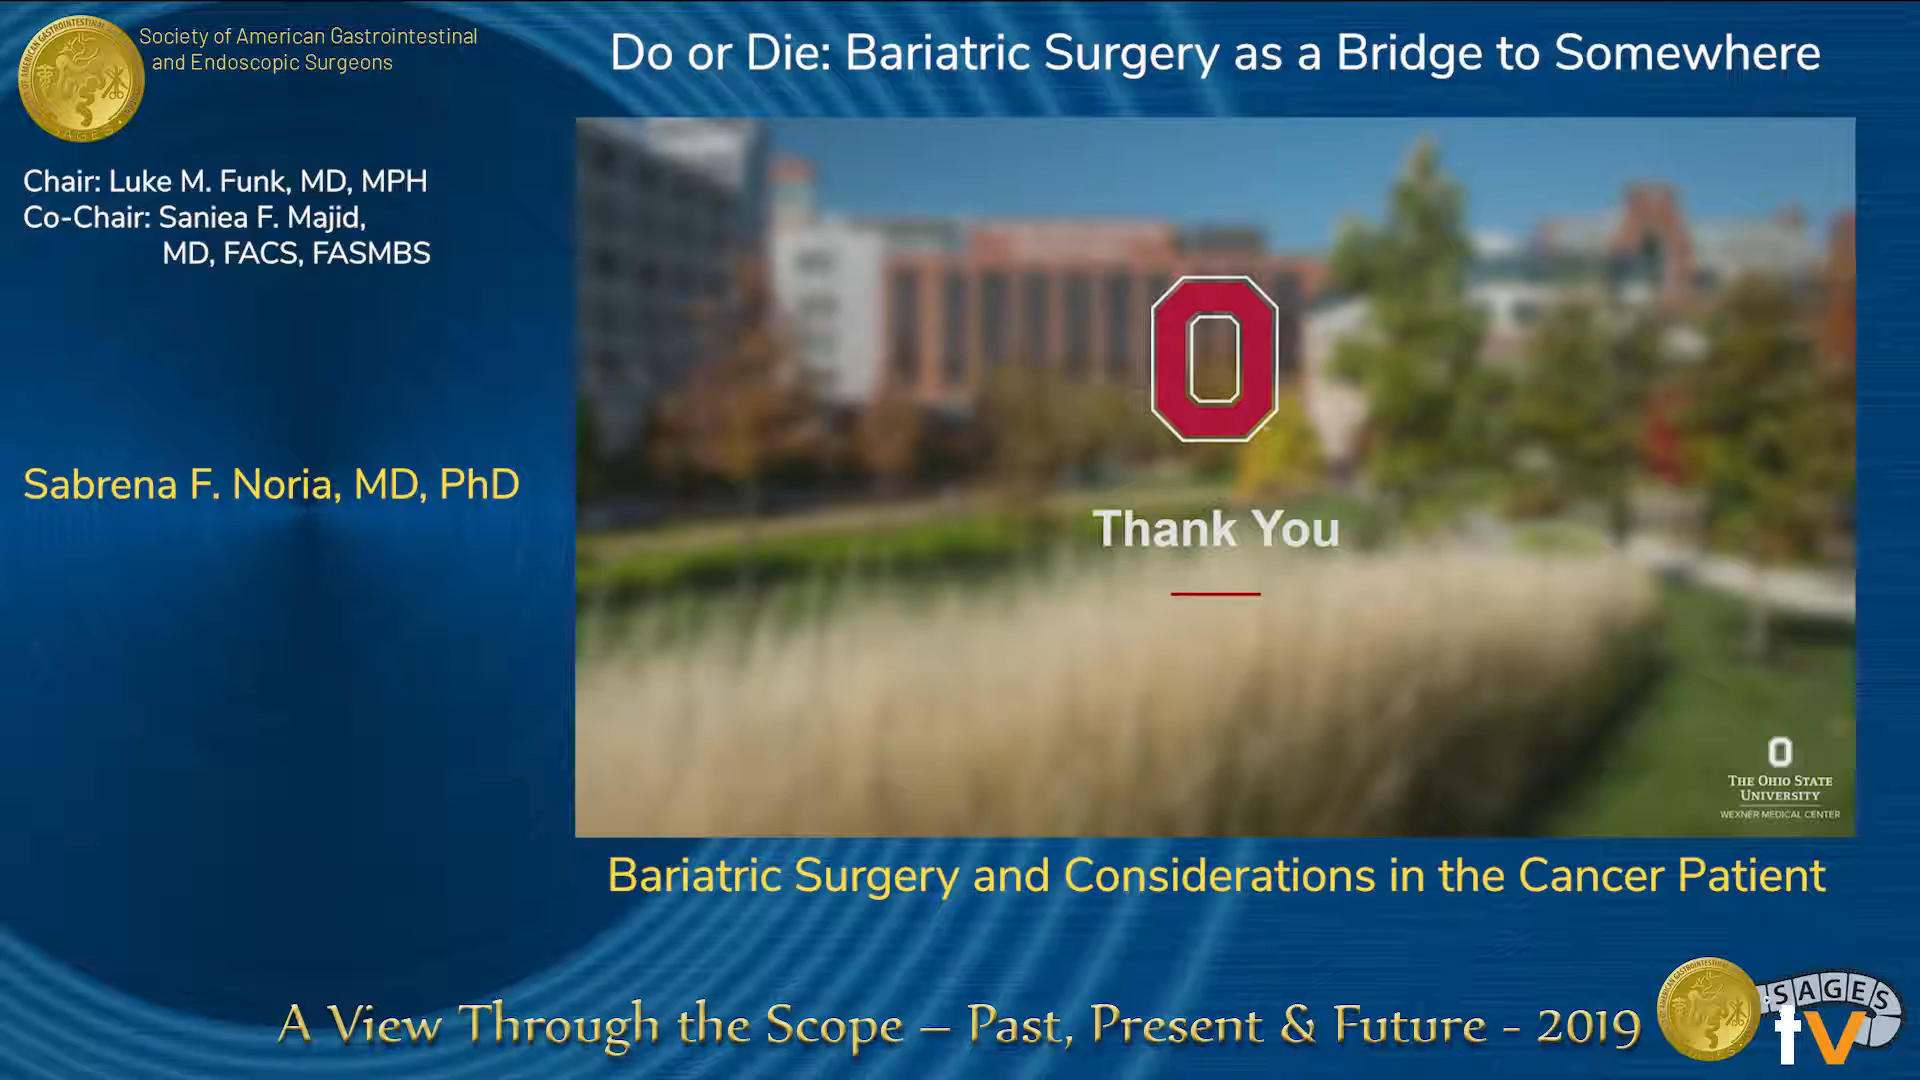 Society of American Gastrointestinal
and Endoscopic Surgeons
Do or Die: Bariatric Surgery as a Bridge to Somewhere
Chair: Luke M. Funk, MD, MPH
Co-Chair: Saniea F. Majid,
MD, FACS, FASMBS
Sabrena F. Noria, MD, PhD
Thank You
THE OHIO STATE
UNIVERSITY
WEXNER MEDICAL CENTER
Bariatric Surgery and Considerations in the Cancer Patient
A View Through the Scope – Past, Present & Future - 2019
SAGES
tV